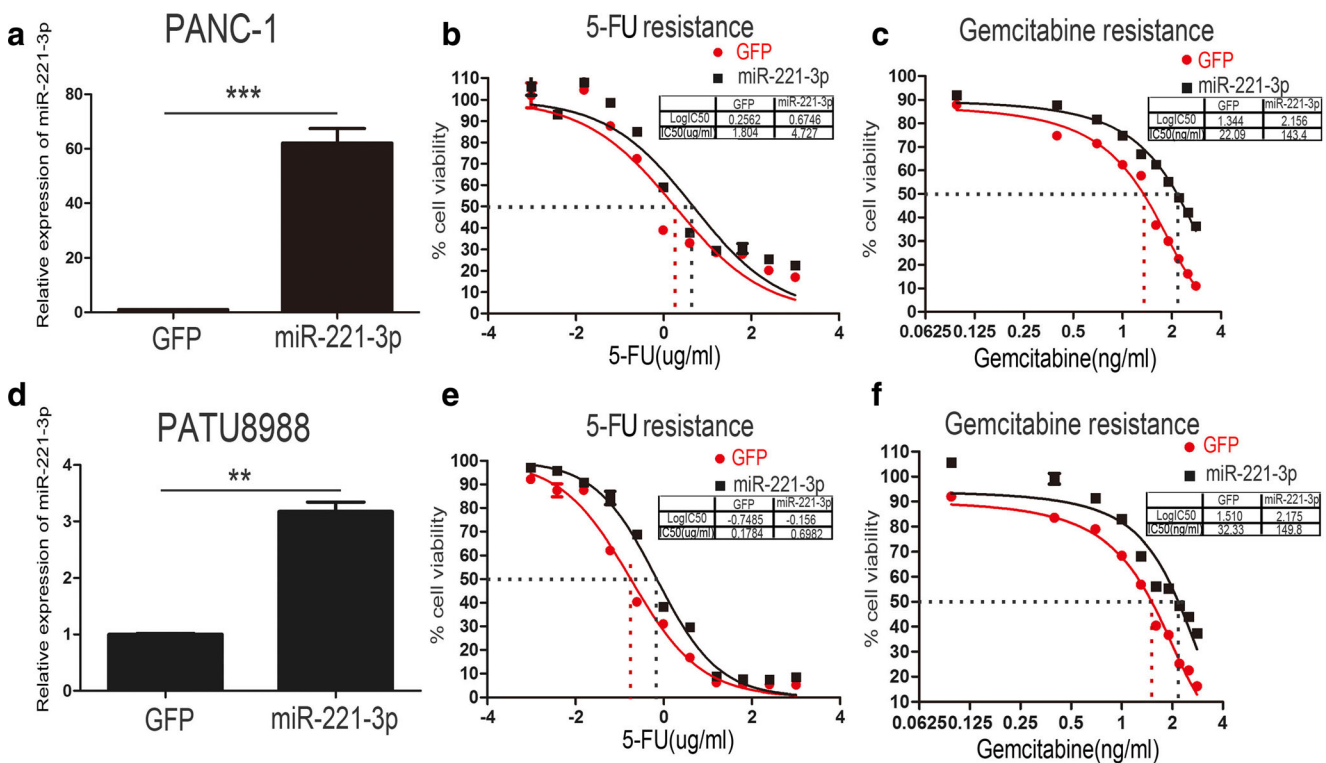 a
PANC-1
Relative expression of miR-221-3p
80
60
40
20
0
***
GFP
miR-221-3p
b
5-FU resistance
GFP
miR-221-3p
GFP miR-221-3p
LogIC50 0.2562 0.6746
IC50(ug/ml) 1.804 4.727
% cell viability
110
100
90
80
70
60
50
40
30
20
10
0
-4 -2 0 2 4
5-FU(ug/ml)
c
Gemcitabine resistance
GFP
miR-221-3p
GFP miR-221-3p
LogIC50 1.344 2.156
IC50(ng/ml) 22.09 143.4
% cell viability
100
90
80
70
60
50
40
30
20
10
0
0.0625 0.125 0.25 0.5 1 2 4
Gemcitabine(ng/ml)
d
PATU8988
Relative expression of miR-221-3p
4
3
2
1
0
**
GFP
miR-221-3p
e
5-FU resistance
GFP
miR-221-3p
GFP miR-221-3p
LogIC50 -0.7485 -0.156
IC50(ug/ml) 0.1784 0.6982
% cell viability
100
90
80
70
60
50
40
30
20
10
0
-4 -2 0 2 4
5-FU(ug/ml)
f
Gemcitabine resistance
GFP
miR-221-3p
GFP miR-221-3p
LogIC50 1.510 2.175
IC50(ng/ml) 32.33 149.8
% cell viability
110
100
90
80
70
60
50
40
30
20
10
0.0625 0.125 0.25 0.5 1 2 4
Gemcitabine(ng/ml)